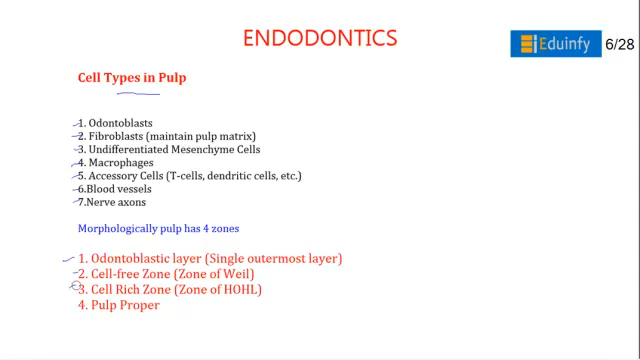 ENDODONTICS
Eduinfy
6/28
Cell Types in Pulp
1. Odontoblasts
2. Fibroblasts (maintain pulp matrix)
3. Undifferentiated Mesenchyme Cells
4. Macrophages
5. Accessory Cells (T-cells, dendritic cells, etc.)
6.Blood vessels
7.Nerve axons
Morphologically pulp has 4 zones
1. Odontoblastic layer (Single outermost layer)
2. Cell-free Zone (Zone of Weil)
3. Cell Rich Zone (Zone of HOHL)
4. Pulp Proper